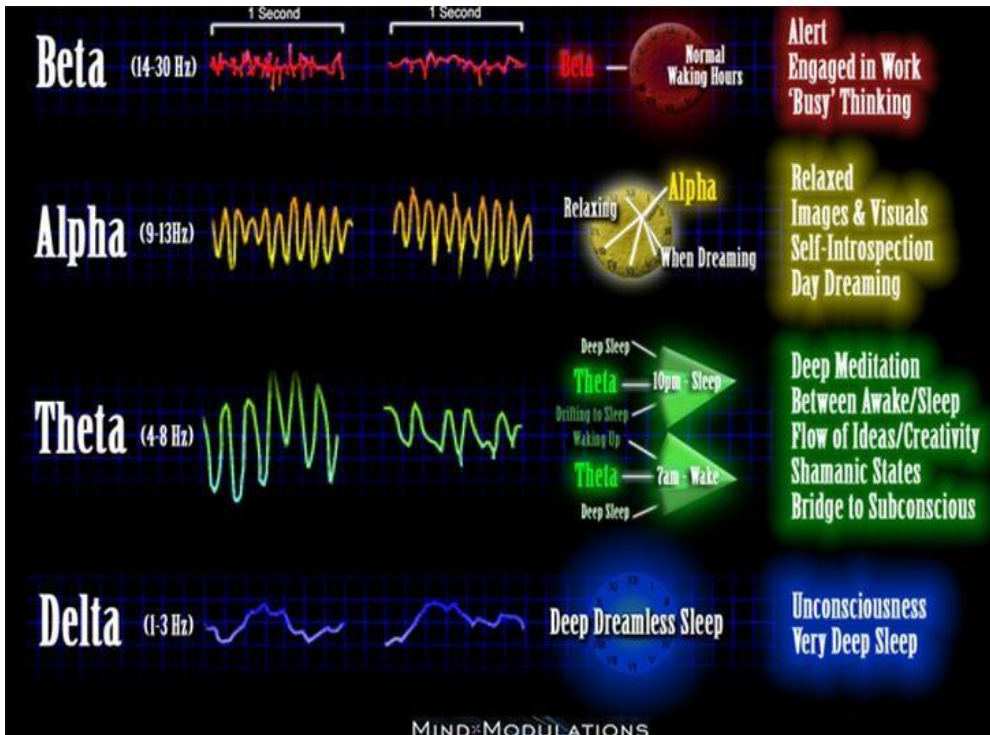 1 Second
1 Second
Beta
(14-30 Hz)
Beta
Normal
Waking Hours
Alert
Engaged in Work
‘Busy’ Thinking
Alpha
(9-13Hz)
Relaxing
Alpha
When Dreaming
Relaxed
Images & Visuals
Self-Introspection
Day Dreaming
Theta
(4-8 Hz)
Deep Sleep
Theta
10pm - Sleep
Drifting to Sleep
Waking Up
Theta
7am - Wake
Deep Sleep
Deep Meditation
Between Awake/Sleep
Flow of Ideas/Creativity
Shamanic States
Bridge to Subconscious
Delta
(1-3 Hz)
Deep Dreamless Sleep
Unconsciousness
Very Deep Sleep
MIND MODULATIONS